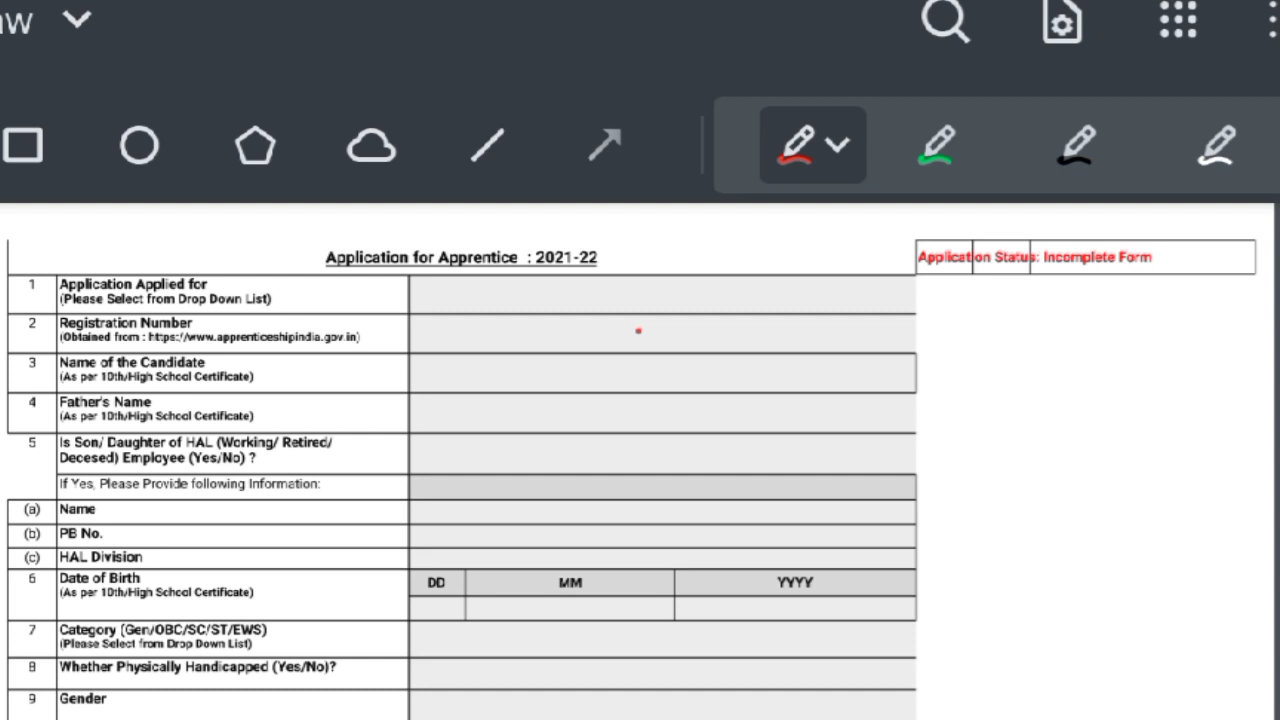 Application for Apprentice : 2021-22
Application Status: Incomplete Form
1 Application Applied for
(Please Select from Drop Down List)
2 Registration Number
(Obtained from : https://www.apprenticeshipindia.gov.in)
3 Name of the Candidate
(As per 10th/High School Certificate)
4 Father's Name
(As per 10th/High School Certificate)
5 Is Son/ Daughter of HAL (Working/ Retired/
Decesed) Employee (Yes/No) ?
If Yes, Please Provide following Information:
(a) Name
(b) PB No.
(c) HAL Division
6 Date of Birth
(As per 10th/High School Certificate)
DD MM YYYY
7 Category (Gen/OBC/SC/ST/EWS)
(Please Select from Drop Down List)
8 Whether Physically Handicapped (Yes/No)?
9 Gender